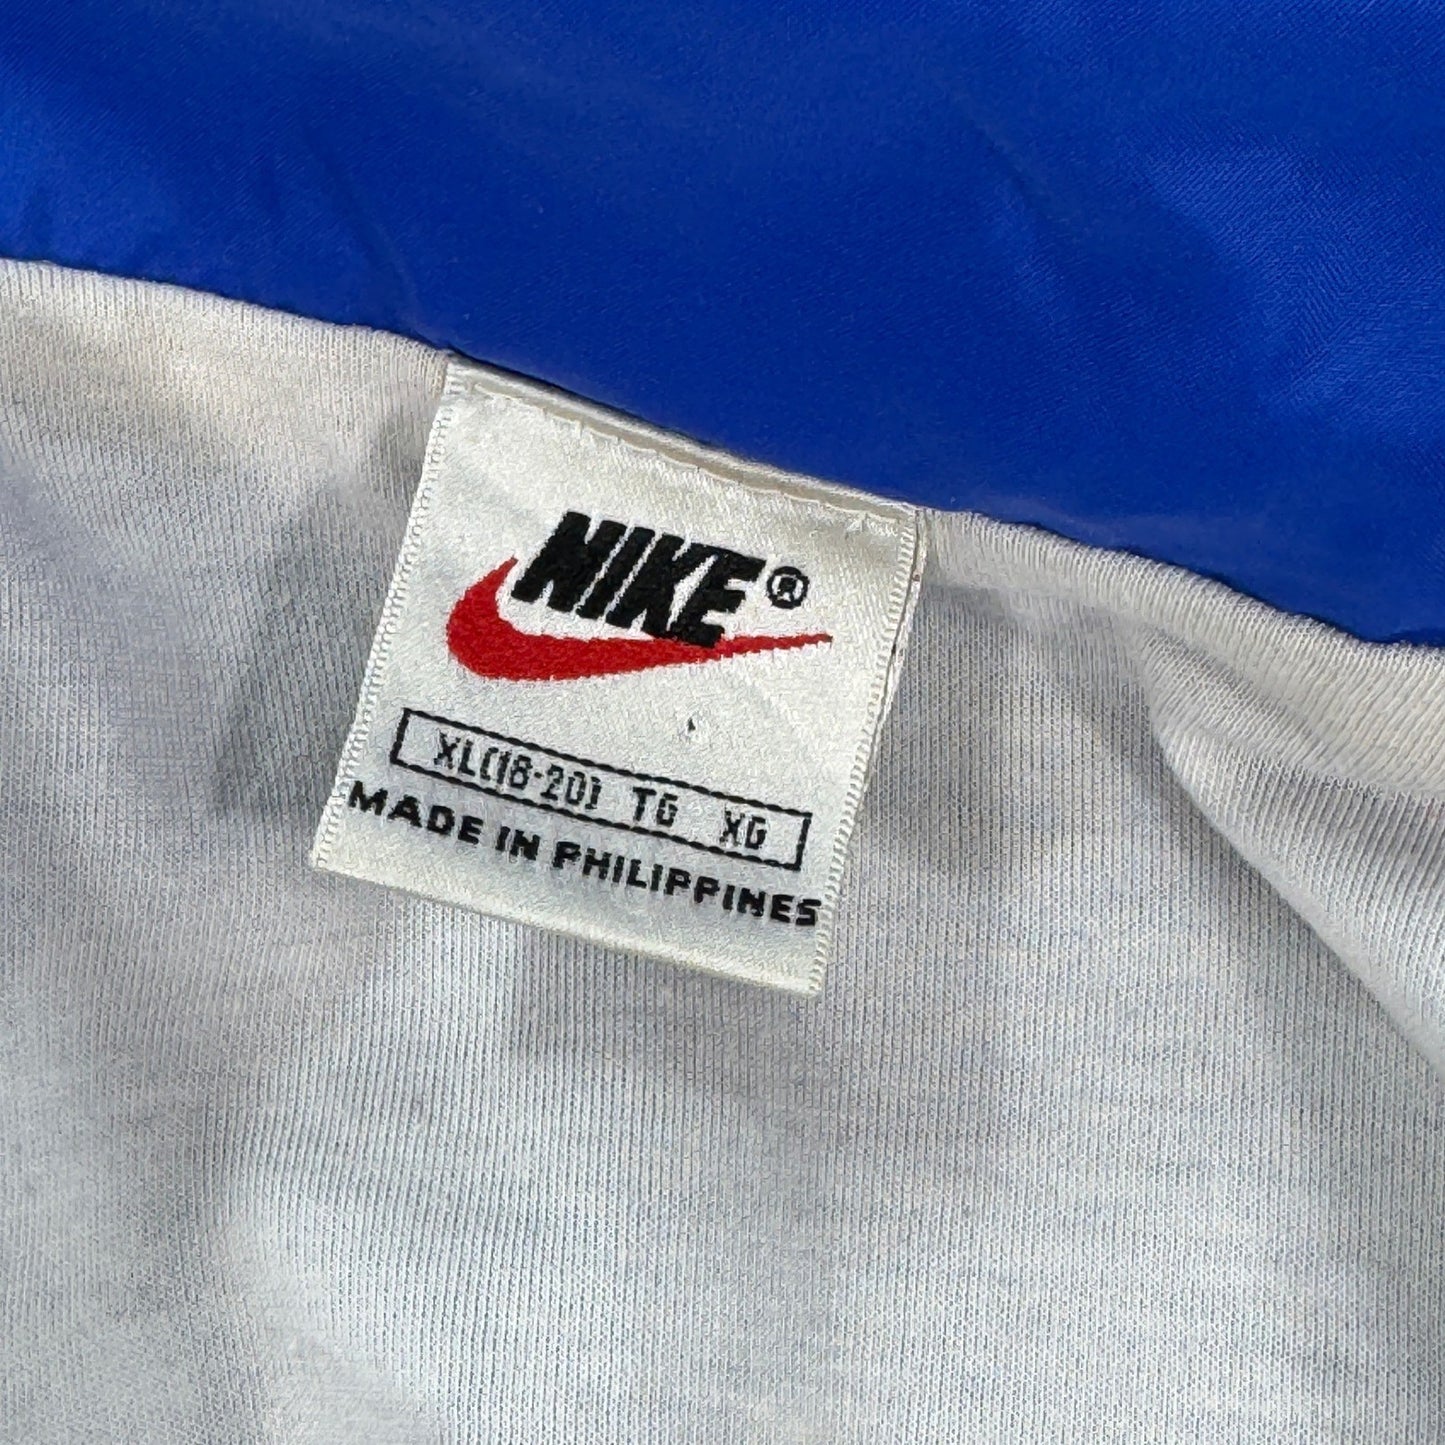 NIKE®
XL(18-20) TG XG
MADE IN PHILIPPINES